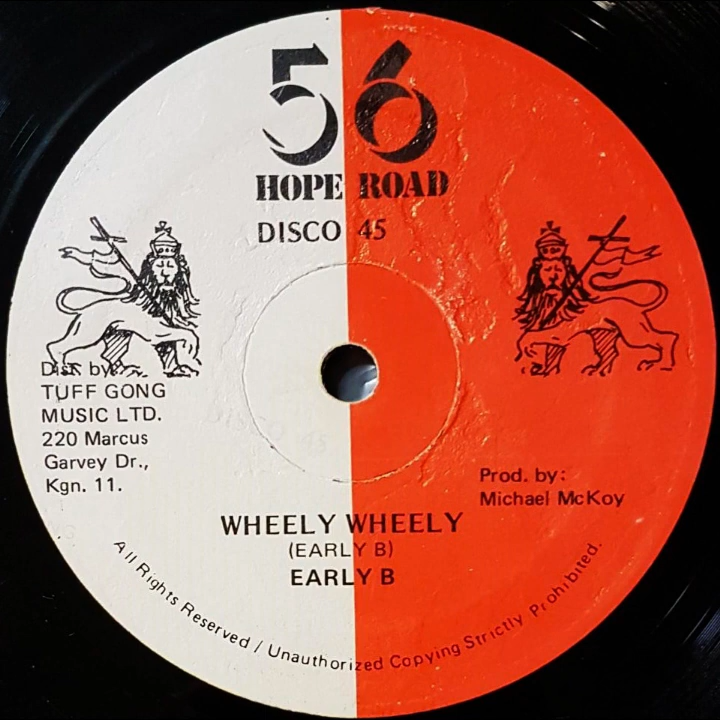 56
HOPE ROAD
DISCO 45
Dist. by:
TUFF GONG
MUSIC LTD.
220 Marcus
Garvey Dr.,
Kgn. 11.
Prod. by:
Michael McKoy
WHEELY WHEELY
(EARLY B)
EARLY B
All Rights Reserved / Unauthorized Copying Strictly Prohibited.